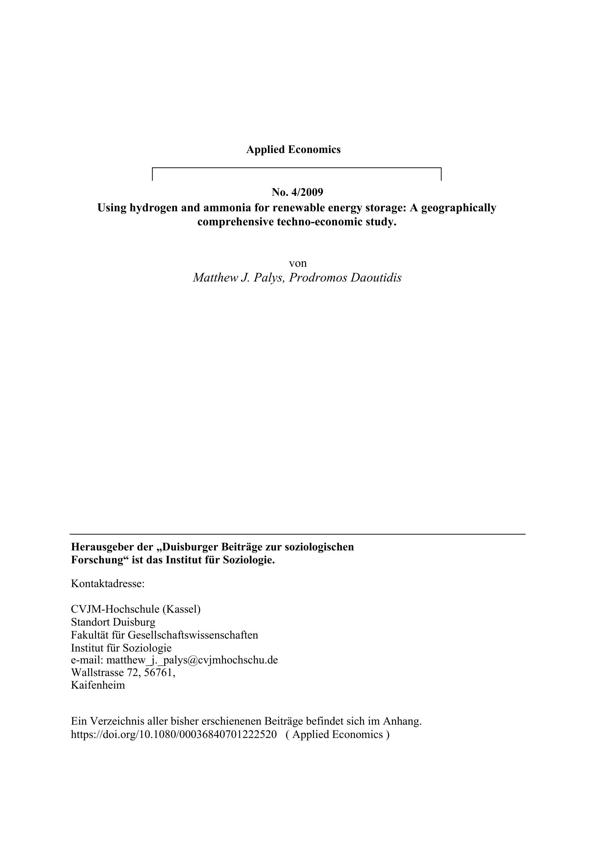 Applied Economics
No. 4/2009
Using hydrogen and ammonia for renewable energy storage: A geographically
comprehensive techno-economic study.
von
Matthew J. Palys, Prodromos Daoutidis
Herausgeber der „Duisburger Beiträge zur soziologischen
Forschung“ ist das Institut für Soziologie.
Kontaktadresse:
CVJM-Hochschule (Kassel)
Standort Duisburg
Fakultät für Gesellschaftswissenschaften
Institut für Soziologie
e-mail: matthew_j._palys@cvjmhochschu.de
Wallstrasse 72, 56761,
Kaifenheim
Ein Verzeichnis aller bisher erschienenen Beiträge befindet sich im Anhang.
https://doi.org/10.1080/00036840701222520 ( Applied Economics )